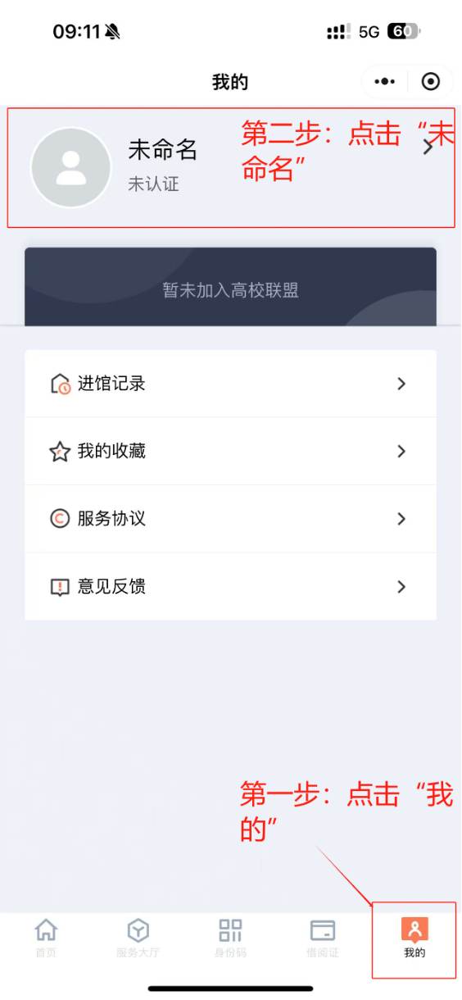 09:11
5G 60
我的
第二步：点击“未
命名”
未命名
未认证
暂未加入高校联盟
进馆记录
我的收藏
服务协议
意见反馈
第一步：点击“我
的”
首页 服务大厅 身份码 借阅证 我的